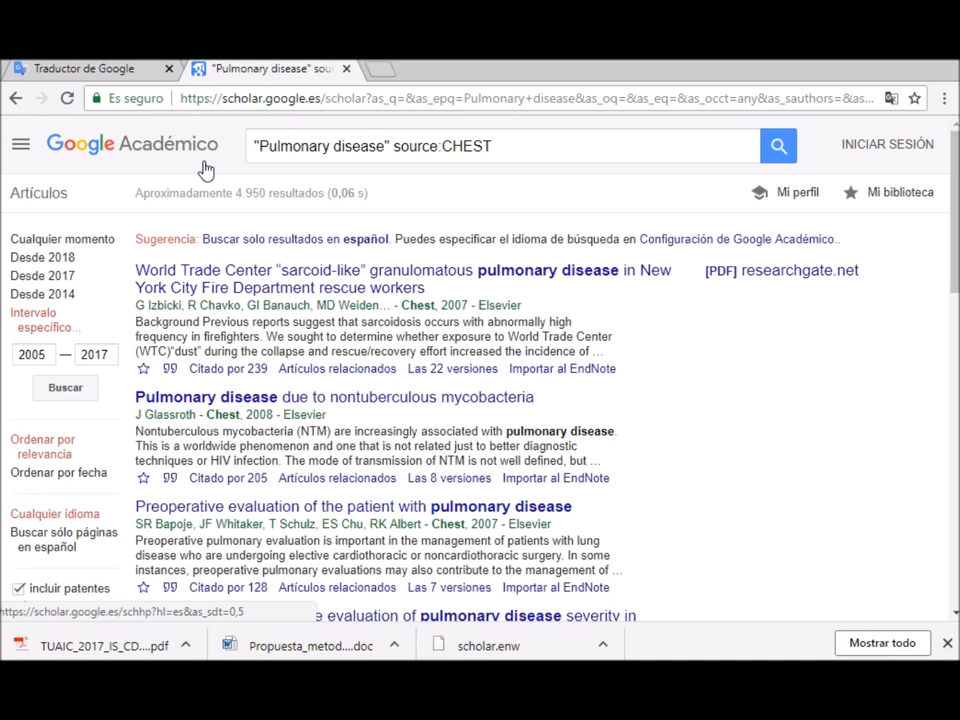 Traductor de Google
"Pulmonary disease" sou
Es seguro
https://scholar.google.es/scholar?as_q=&as_epq=Pulmonary+disease&as_oq=&as_eq=&as_occt=any&as_sauthors=&as...
Google Académico
"Pulmonary disease" source:CHEST
INICIAR SESIÓN
Artículos
Aproximadamente 4.950 resultados (0,06 s)
Mi perfil
Mi biblioteca
Cualquier momento
Desde 2018
Desde 2017
Desde 2014
Intervalo
específico...
2005 — 2017
Buscar
Ordenar por
relevancia
Ordenar por fecha
Cualquier idioma
Buscar sólo páginas
en español
incluir patentes
Sugerencia: Buscar solo resultados en español. Puedes especificar el idioma de búsqueda en Configuración de Google Académico..
World Trade Center “sarcoid-like” granulomatous pulmonary disease in New
York City Fire Department rescue workers
[PDF] researchgate.net
G Izbicki, R Chavko, GI Banauch, MD Weiden... - Chest, 2007 - Elsevier
Background Previous reports suggest that sarcoidosis occurs with abnormally high
frequency in firefighters. We sought to determine whether exposure to World Trade Center
(WTC)“dust” during the collapse and rescue/recovery effort increased the incidence of ...
Citado por 239 Artículos relacionados Las 22 versiones Importar al EndNote
Pulmonary disease due to nontuberculous mycobacteria
J Glassroth - Chest, 2008 - Elsevier
Nontuberculous mycobacteria (NTM) are increasingly associated with pulmonary disease.
This is a worldwide phenomenon and one that is not related just to better diagnostic
techniques or HIV infection. The mode of transmission of NTM is not well defined, but ...
Citado por 205 Artículos relacionados Las 8 versiones Importar al EndNote
Preoperative evaluation of the patient with pulmonary disease
SR Bapoje, JF Whitaker, T Schulz, ES Chu, RK Albert - Chest, 2007 - Elsevier
Preoperative pulmonary evaluation is important in the management of patients with lung
disease who are undergoing elective cardiothoracic or noncardiothoracic surgery. In some
instances, preoperative pulmonary evaluations may also contribute to the management of ...
Citado por 128 Artículos relacionados Las 7 versiones Importar al EndNote
e evaluation of pulmonary disease severity in
https://scholar.google.es/schhp?hl=es&as_sdt=0,5
TUAIC_2017_IS_CD....pdf
Propuesta_metod....doc
scholar.enw
Mostrar todo